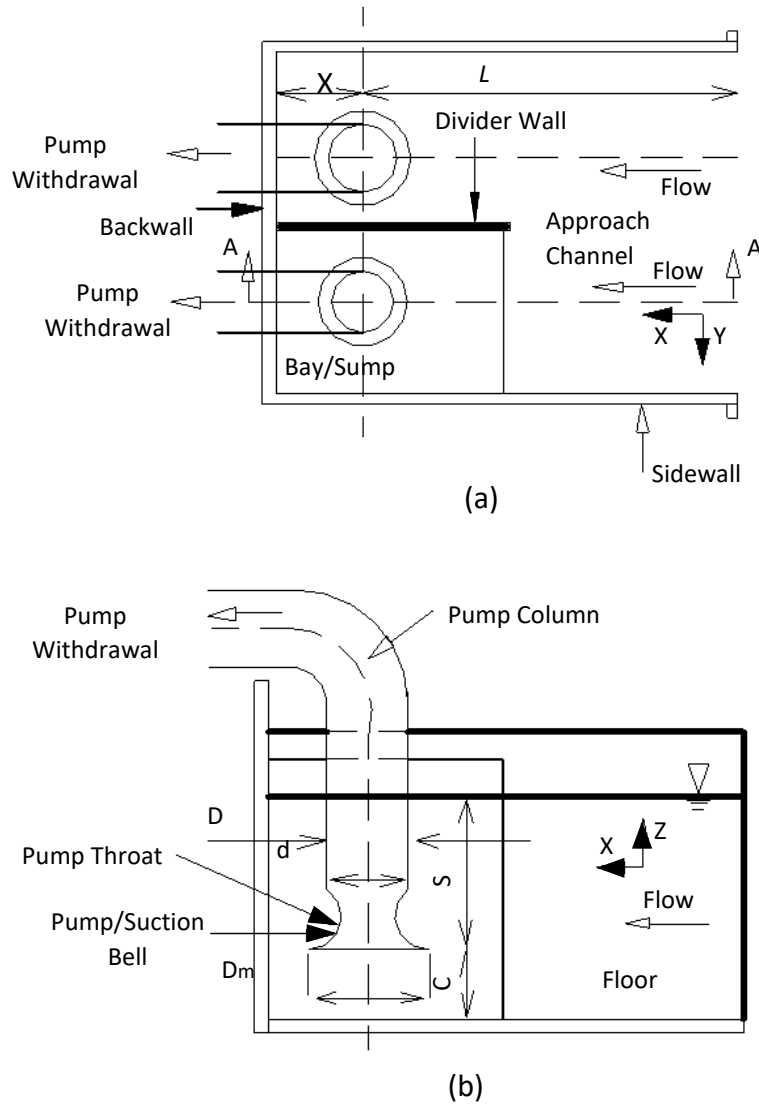 X
L
Divider Wall
Pump
Withdrawal
Flow
Backwall
Approach
Channel
A
A
Flow
Pump
Withdrawal
X
Y
Bay/Sump
Sidewall
(a)
Pump
Withdrawal
Pump Column
D
d
X
Z
Pump Throat
S
Pump/Suction
Bell
Flow
Dm
C
Floor
(b)